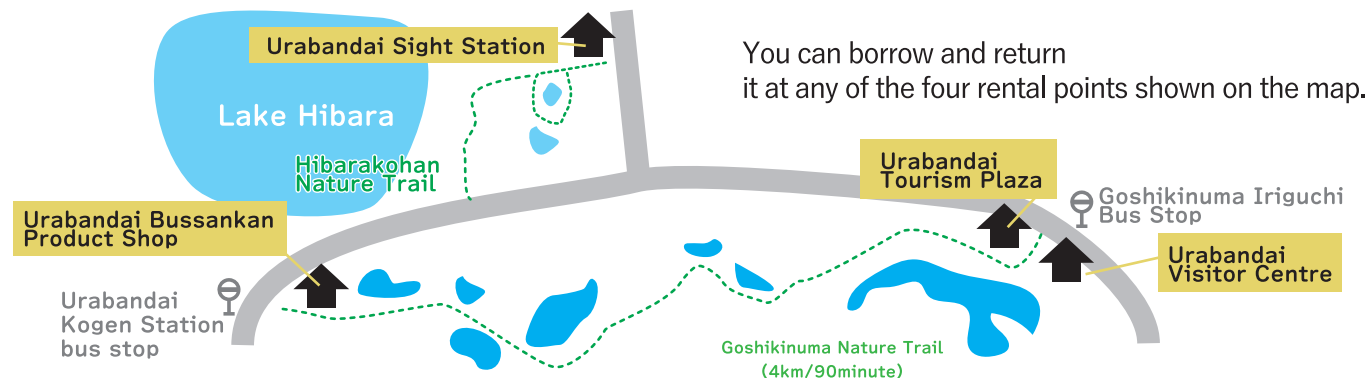 Urabandai Sight Station
You can borrow and return
it at any of the four rental points shown on the map.
Lake Hibara
Hibarakohan
Nature Trail
Urabandai
Tourism Plaza
Goshikinuma Iriguchi
Bus Stop
Urabandai Bussankan
Product Shop
Urabandai
Visitor Centre
Urabandai
Kogen Station
bus stop
Goshikinuma Nature Trail
(4km/90minute)